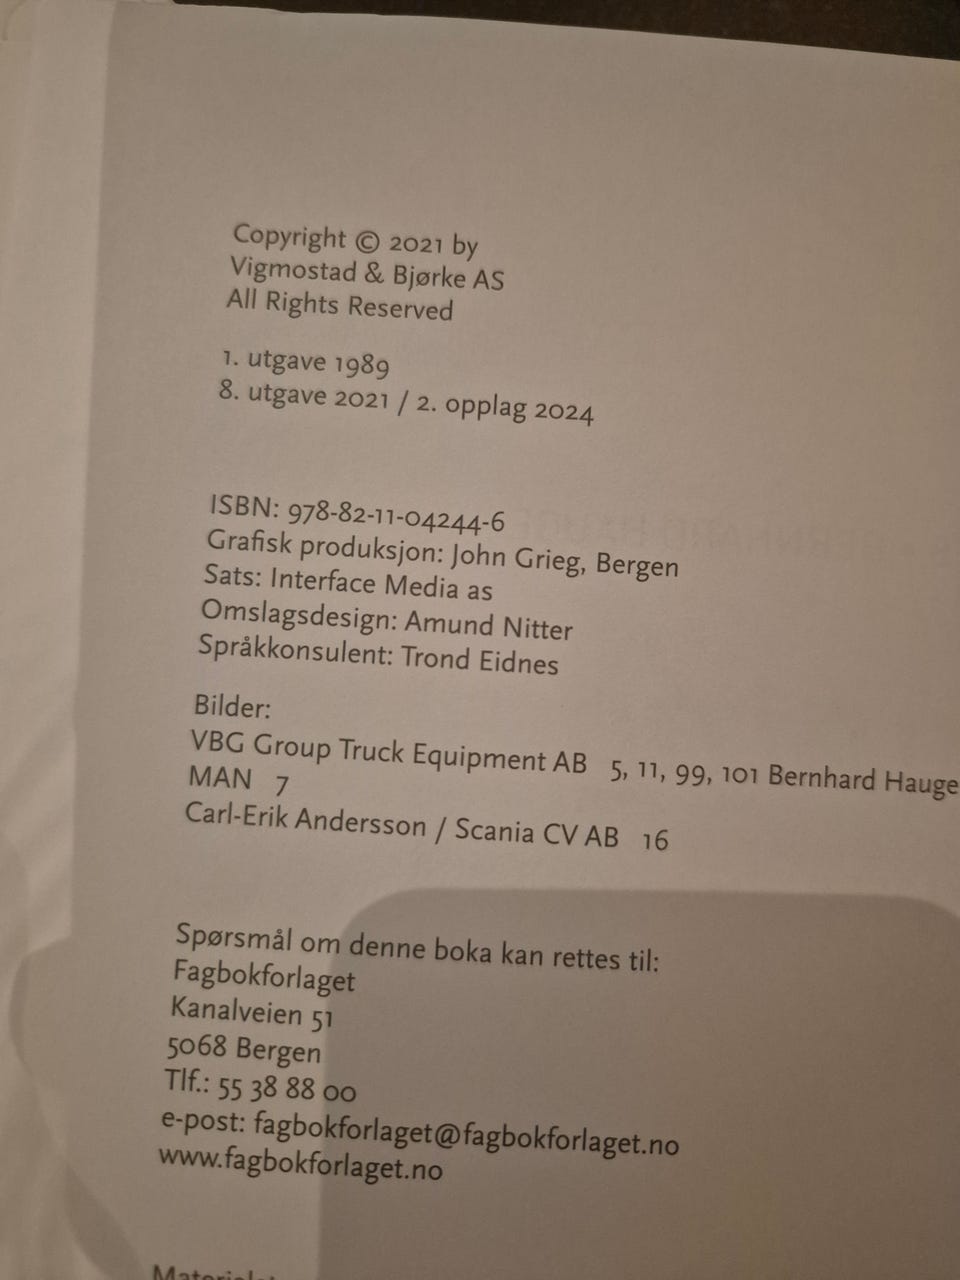 Copyright © 2021 by
Vigmostad & Bjørke AS
All Rights Reserved
1. utgave 1989
8. utgave 2021 / 2. opplag 2024
ISBN: 978-82-11-04244-6
Grafisk produksjon: John Grieg, Bergen
Sats: Interface Media as
Omslagsdesign: Amund Nitter
Språkkonsulent: Trond Eidnes
Bilder:
VBG Group Truck Equipment AB 5, 11, 99, 101 Bernhard Hauge
MAN 7
Carl-Erik Andersson / Scania CV AB 16
Spørsmål om denne boka kan rettes til:
Fagbokforlaget
Kanalveien 51
5068 Bergen
Tlf.: 55 38 88 00
e-post: fagbokforlaget@fagbokforlaget.no
www.fagbokforlaget.no